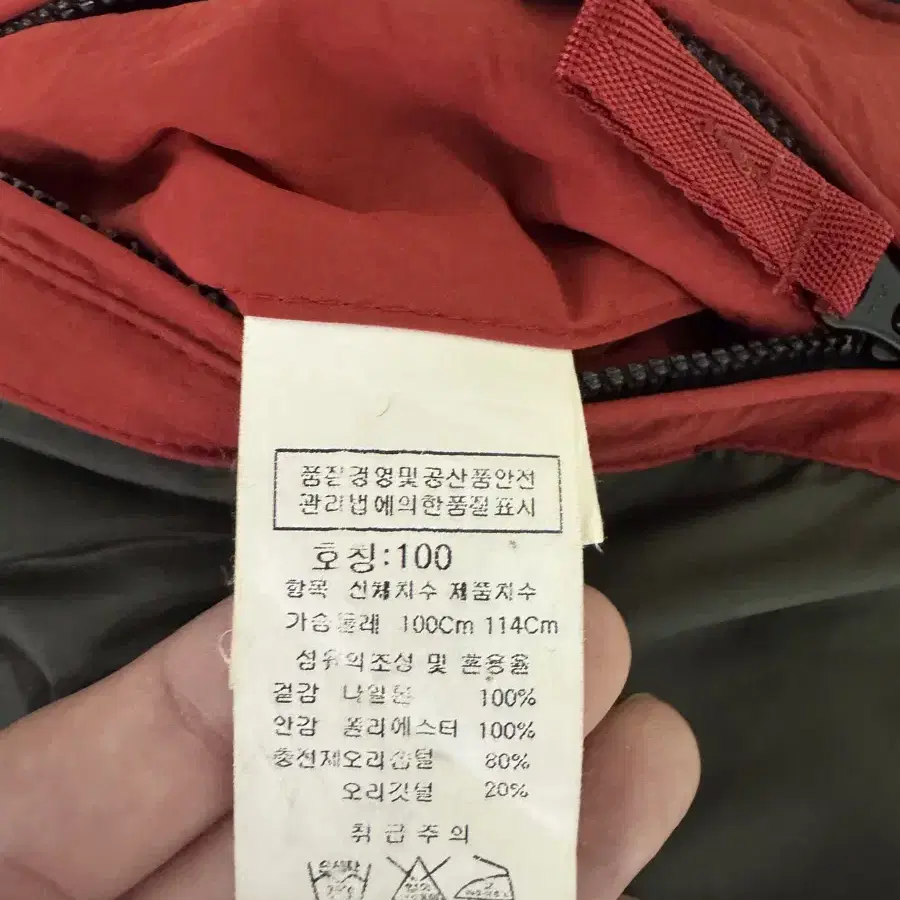 품질경영및공산품안전
관리법에의한품질표시
호칭:100
항목 신체치수 제품치수
가슴둘레 100Cm 114Cm
섬유의조성 및 혼용율
겉감 나일론 100%
안감 폴리에스터 100%
충전재오리솜털 80%
오리깃털 20%
취급주의